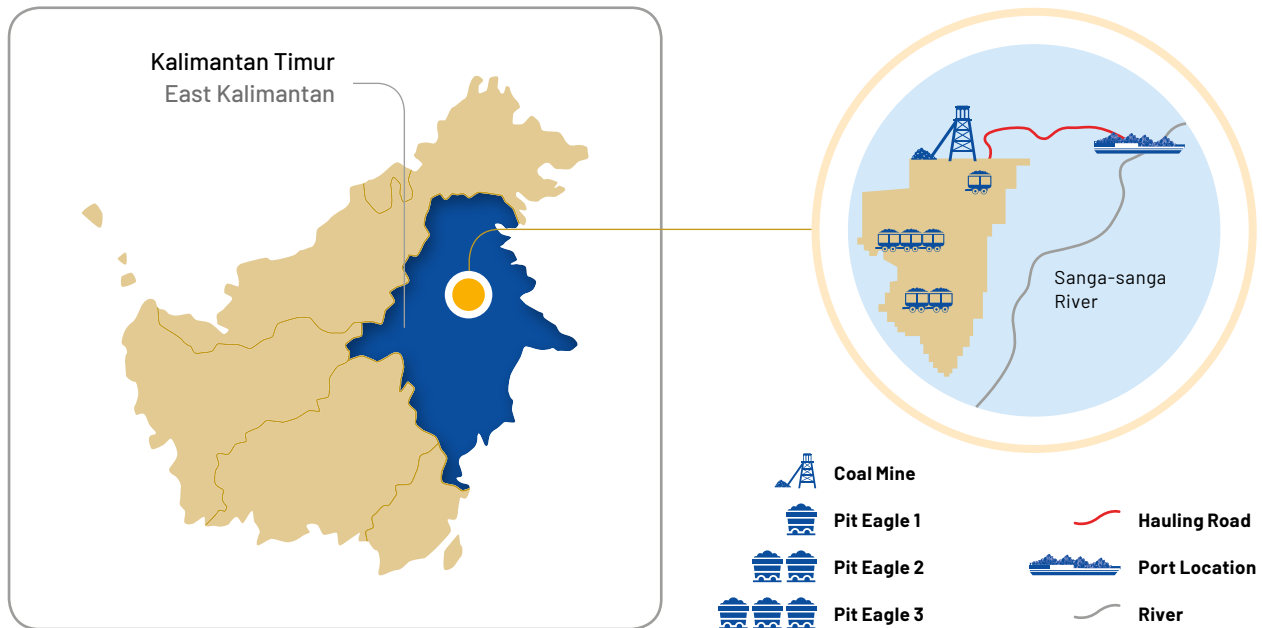 Kalimantan Timur
East Kalimantan
Sanga-sanga
River
Coal Mine
Pit Eagle 1
Pit Eagle 2
Pit Eagle 3
Hauling Road
Port Location
River